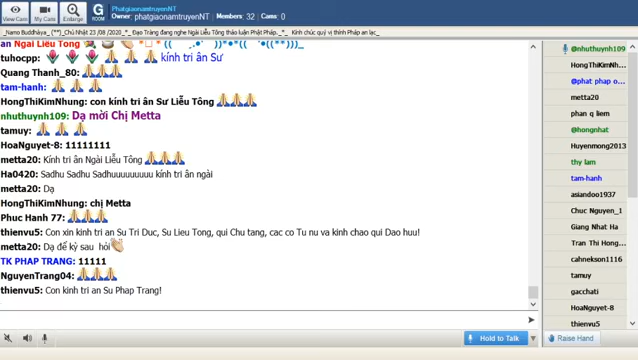 View Cam
My Cam
Enlarge
G
ROOM
PhatgiaonamtruyenNT
Owner: phatgiaonamtruyenNT Members: 32 Cams: 0
_Namo Buddhaya_ (**)_Chủ Nhật 23 /08 /2020-**_Đạo Tràng đang nghe Ngài Liễu Tông thảo luận Phật Pháp._**_ Kính chúc quý vị thính Pháp an lạc_
an Ngài Liễu Tông
tuhocpp: kính tri ân Sư
Quang Thanh_80:
tam-hanh:
HongThiKimNhung: con kính tri ân Sư Liễu Tông
nhuthuynh109: Dạ mời Chị Metta
tamuy:
HoaNguyet-8: 11111111
metta20: Kính tri ân Ngài Liễu Tông
Ha0420: Sadhu Sadhu Sadhuuuuuuuuu kính tri ân ngài
metta20: Dạ
HongThiKimNhung: chị Metta
Phuc Hanh 77:
thienvu5: Con xin kinh tri an Su Tri Duc, Su Lieu Tong, qui Chu tang, cac co Tu nu va kinh chao qui Dao huu!
metta20: Dạ để kỳ sau hỏi
TK PHAP TRANG: 11111
NguyenTrang04:
thienvu5: Con kinh tri an Su Phap Trang!
Hold to Talk
@nhuthuynh109
HongThiKimNh...
@phat phap o...
metta20
phan q liem
@hongnhat
Huyenmong2013
thy lam
tam-hanh
asiandoo1937
Chuc Nguyen_1
Giang Nhat Ha
Tran Thi Hong...
cahnekson1116
tamuy
gacchati
HoaNguyet-8
thienvu5
Raise Hand